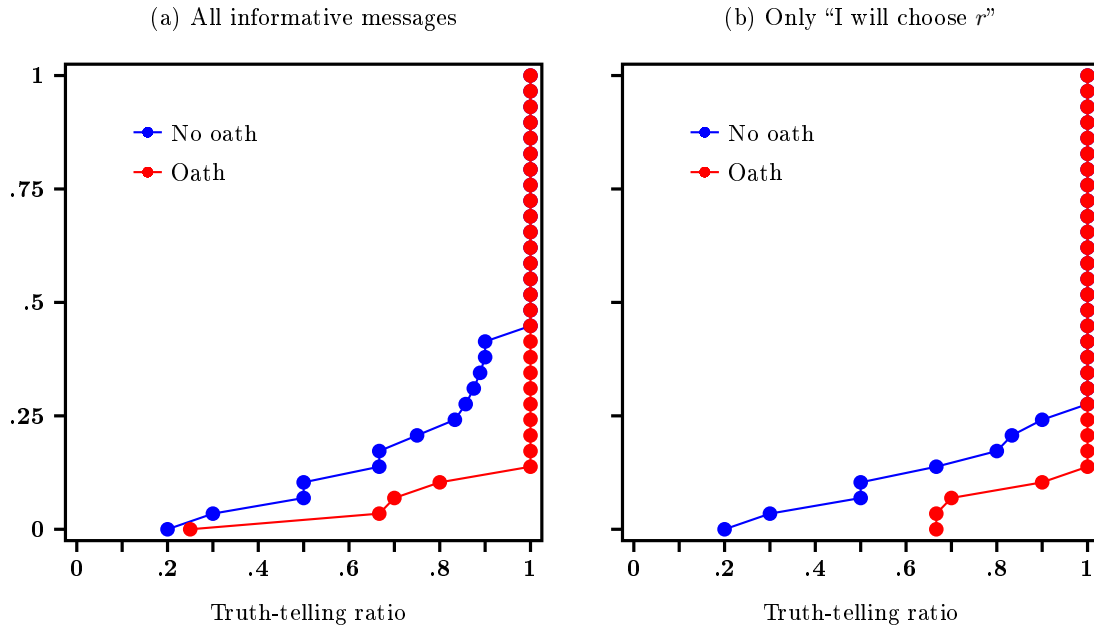 (a) All informative messages
(b) Only “I will choose r”
1
.75
.5
.25
0
No oath
Oath
No oath
Oath
0 .2 .4 .6 .8 1
0 .2 .4 .6 .8 1
Truth-telling ratio
Truth-telling ratio